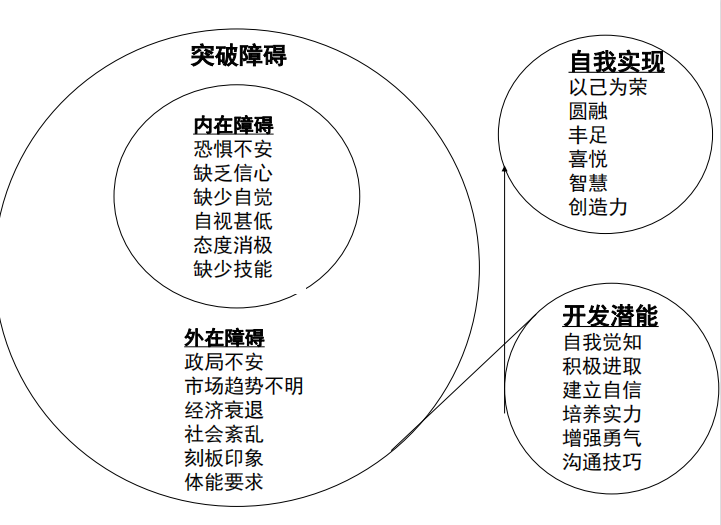 突破障碍
内在障碍
恐惧不安
缺乏信心
缺少自觉
自视甚低
态度消极
缺少技能
外在障碍
政局不安
市场趋势不明
经济衰退
社会紊乱
刻板印象
体能要求
自我实现
以己为荣
圆融
丰足
喜悦
智慧
创造力
开发潜能
自我觉知
积极进取
建立自信
培养实力
增强勇气
沟通技巧